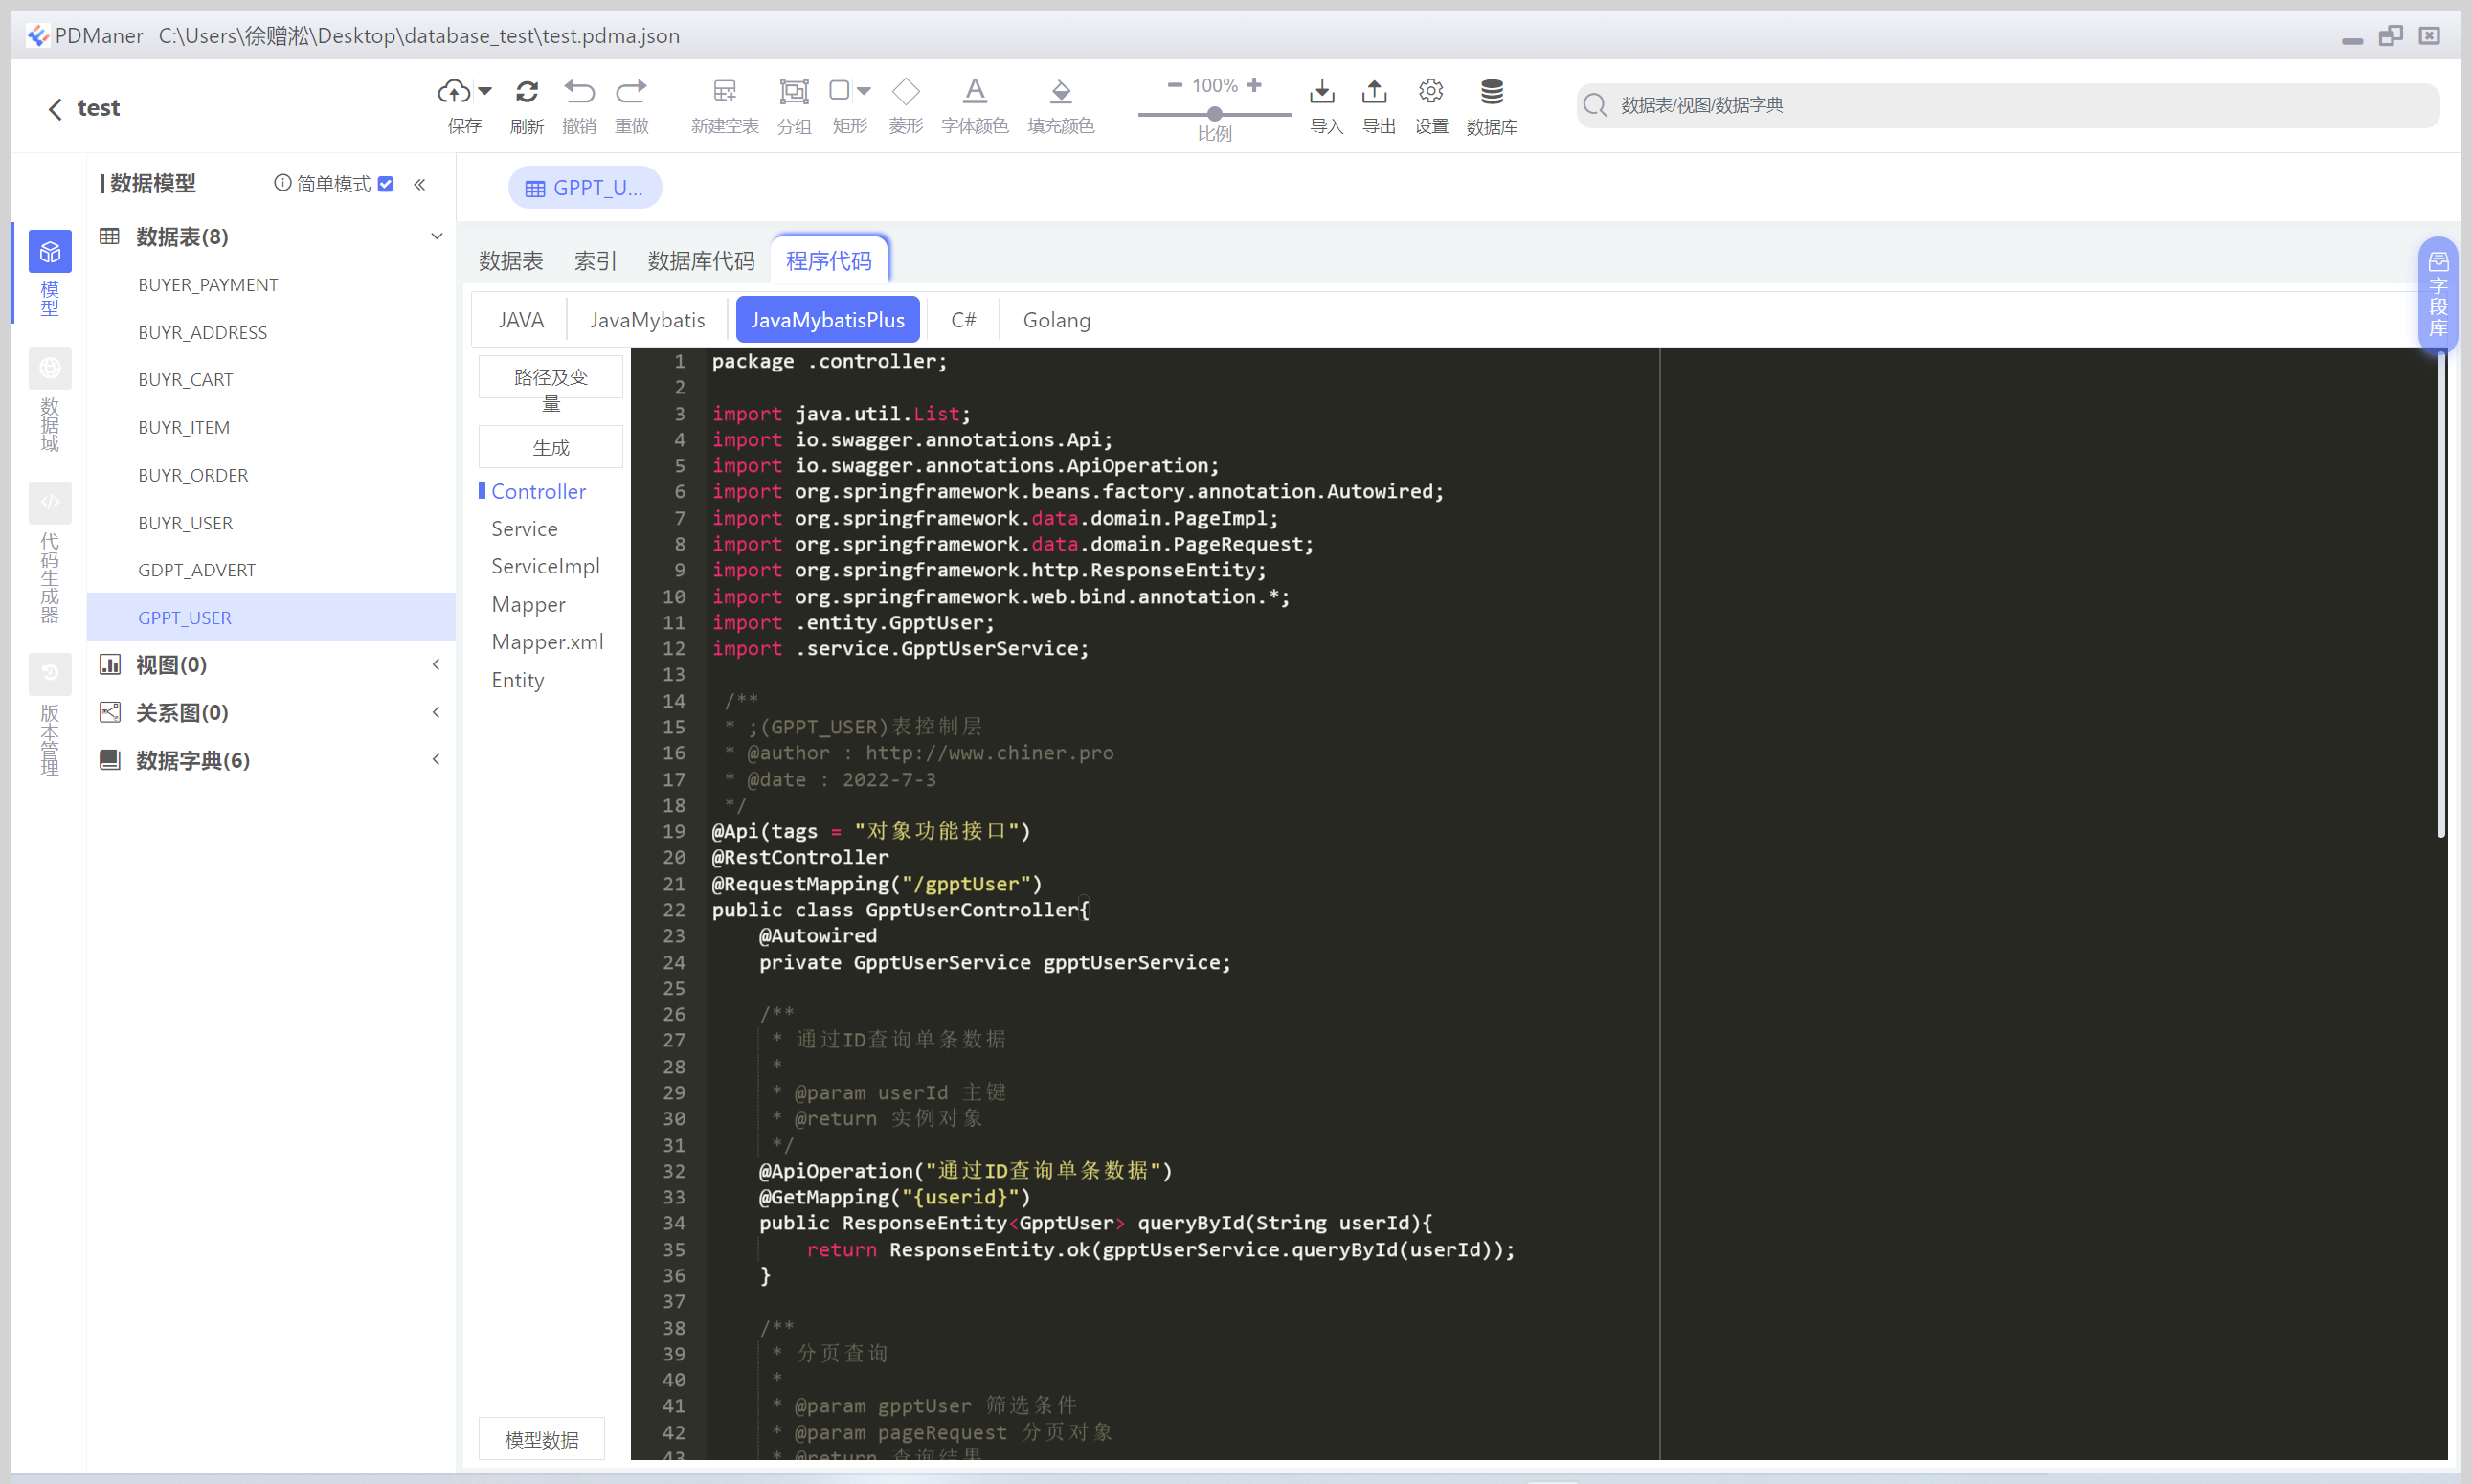 PDManer C:\Users\徐赠淞\Desktop\database_test\test.pdma.json
test
保存 刷新 撤销 重做 新建空表 分组 矩形 菱形 字体颜色 填充颜色 100% 比例 导入 导出 设置 数据库
数据表/视图/数据字典
模型
数据域
代码生成器
版本管理
数据模型 简单模式
数据表(8)
BUYER_PAYMENT
BUYR_ADDRESS
BUYR_CART
BUYR_ITEM
BUYR_ORDER
BUYR_USER
GDPT_ADVERT
GPPT_USER
视图(0)
关系图(0)
数据字典(6)
GPPT_U...
数据表 索引 数据库代码 程序代码
字段库
JAVA JavaMybatis JavaMybatisPlus C# Golang
路径及变
量
生成
Controller
Service
ServiceImpl
Mapper
Mapper.xml
Entity
模型数据
1 package .controller;
2
3 import java.util.List;
4 import io.swagger.annotations.Api;
5 import io.swagger.annotations.ApiOperation;
6 import org.springframework.beans.factory.annotation.Autowired;
7 import org.springframework.data.domain.PageImpl;
8 import org.springframework.data.domain.PageRequest;
9 import org.springframework.http.ResponseEntity;
10 import org.springframework.web.bind.annotation.*;
11 import .entity.GpptUser;
12 import .service.GpptUserService;
13
14 /**
15 * ;(GPPT_USER)表控制层
16 * @author : http://www.chiner.pro
17 * @date : 2022-7-3
18 */
19 @Api(tags = "对象功能接口")
20 @RestController
21 @RequestMapping("/gpptUser")
22 public class GpptUserController{
23 @Autowired
24 private GpptUserService gpptUserService;
25
26 /**
27 * 通过ID查询单条数据
28 *
29 * @param userId 主键
30 * @return 实例对象
31 */
32 @ApiOperation("通过ID查询单条数据")
33 @GetMapping("{userid}")
34 public ResponseEntity<GpptUser> queryById(String userId){
35 return ResponseEntity.ok(gpptUserService.queryById(userId));
36 }
37
38 /**
39 * 分页查询
40 *
41 * @param gpptUser 筛选条件
42 * @param pageRequest 分页对象
43 * @return 查询结果